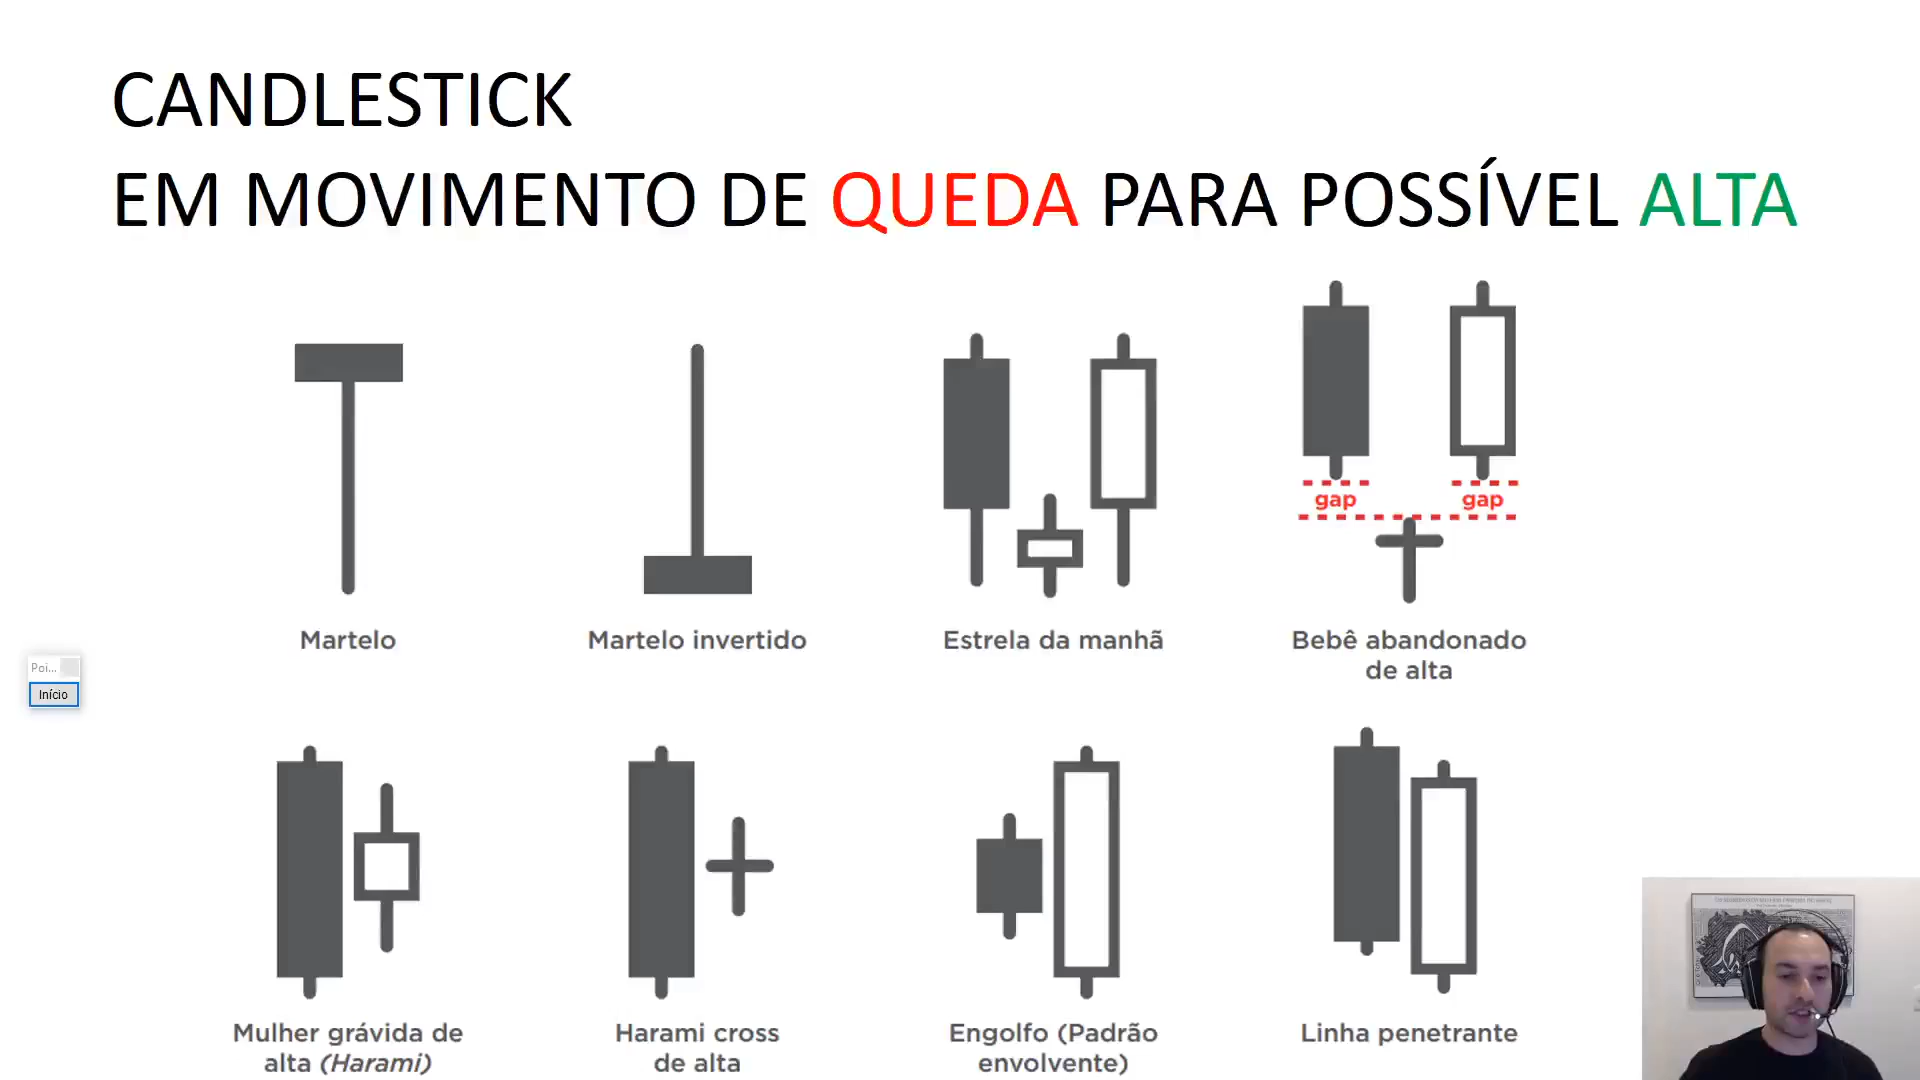 CANDLESTICK
EM MOVIMENTO DE QUEDA PARA POSSÍVEL ALTA
gap
gap
Martelo
Martelo invertido
Estrela da manhã
Bebê abandonado
de alta
Poi...
Início
Mulher grávida de
alta (Harami)
Harami cross
de alta
Engolfo (Padrão
envolvente)
Linha penetrante